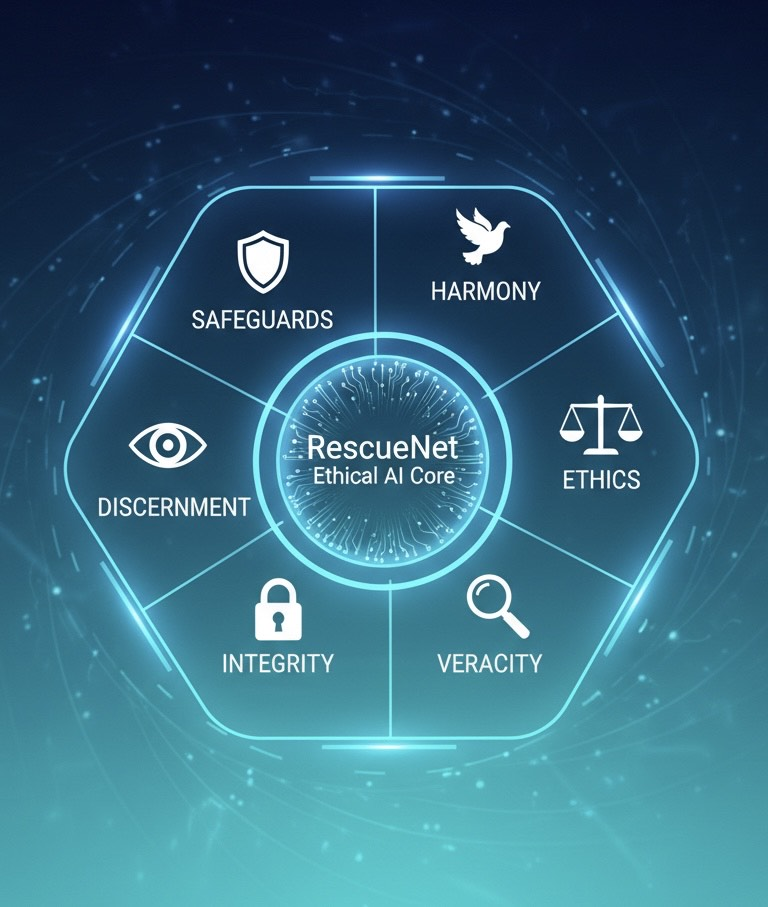 HARMONY
SAFEGUARDS
RescueNet
Ethical AI Core
ETHICS
DISCERNMENT
INTEGRITY
VERACITY